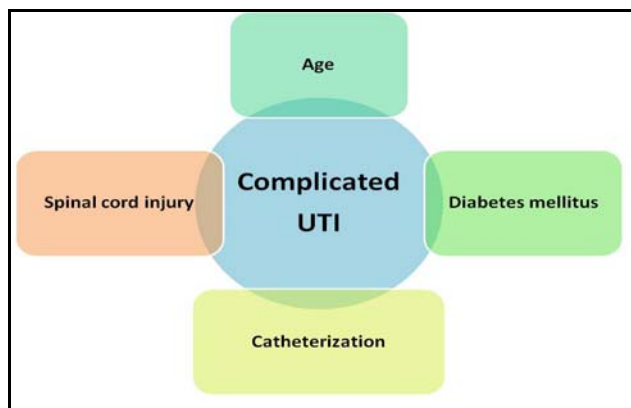 Age
Spinal cord injury
Complicated
UTI
Diabetes mellitus
Catheterization